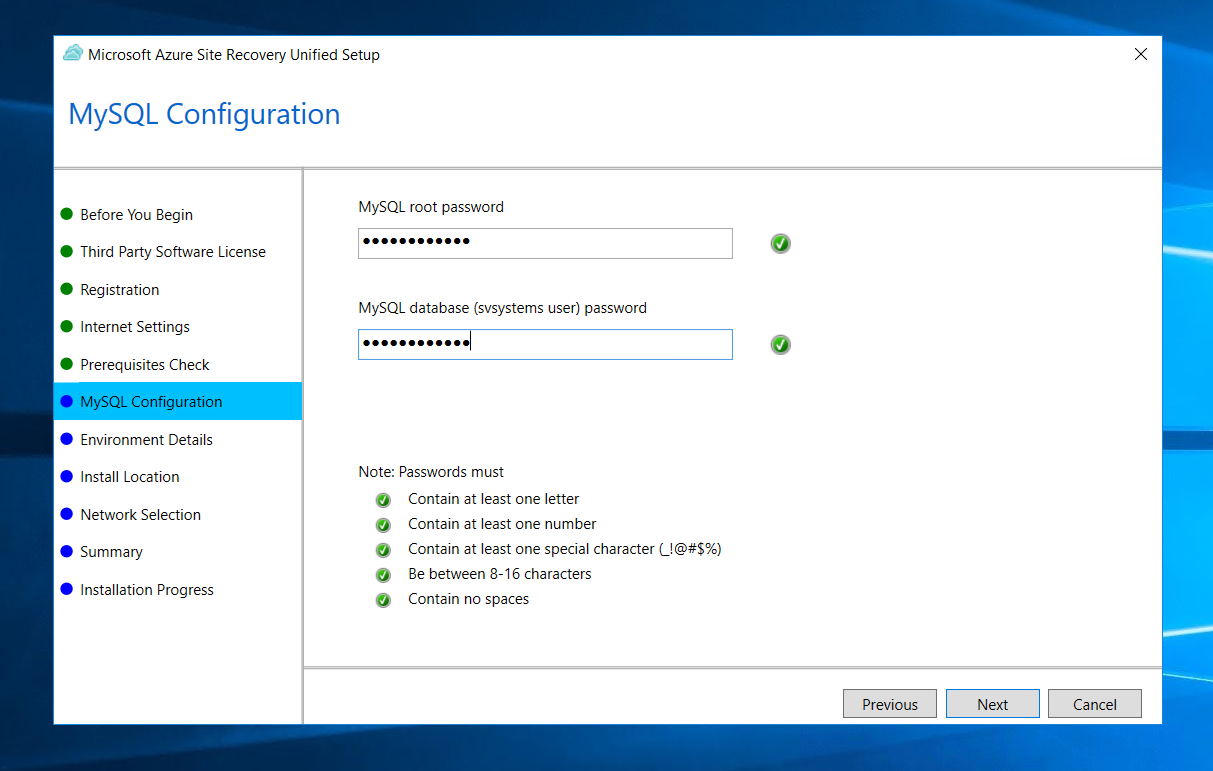 Microsoft Azure Site Recovery Unified Setup
MySQL Configuration
Before You Begin
Third Party Software License
Registration
Internet Settings
Prerequisites Check
MySQL Configuration
Environment Details
Install Location
Network Selection
Summary
Installation Progress
MySQL root password
••••••••••••
MySQL database (svsystems user) password
••••••••••••
Note: Passwords must
Contain at least one letter
Contain at least one number
Contain at least one special character (_!@#$%)
Be between 8-16 characters
Contain no spaces
Previous
Next
Cancel